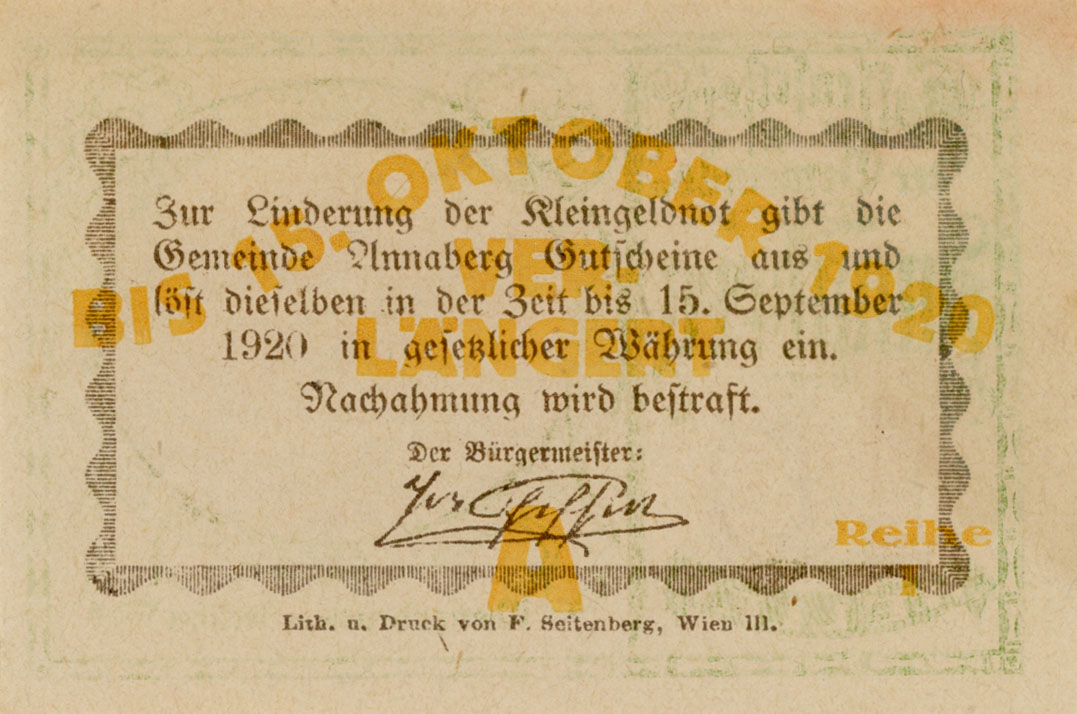 Zur Linderung der Kleingeldnot gibt die
Gemeinde Annaberg Gutscheine aus und
löst dieselben in der Zeit bis 15. September
1920 in gesetzlicher Währung ein.
Nachahmung wird bestraft.
Der Bürgermeister:
BIS 15. OKTOBER 1920
VER-
LÄNGERT
A
Reihe
I
Lith. u. Druck von F. Seitenberg, Wien III.